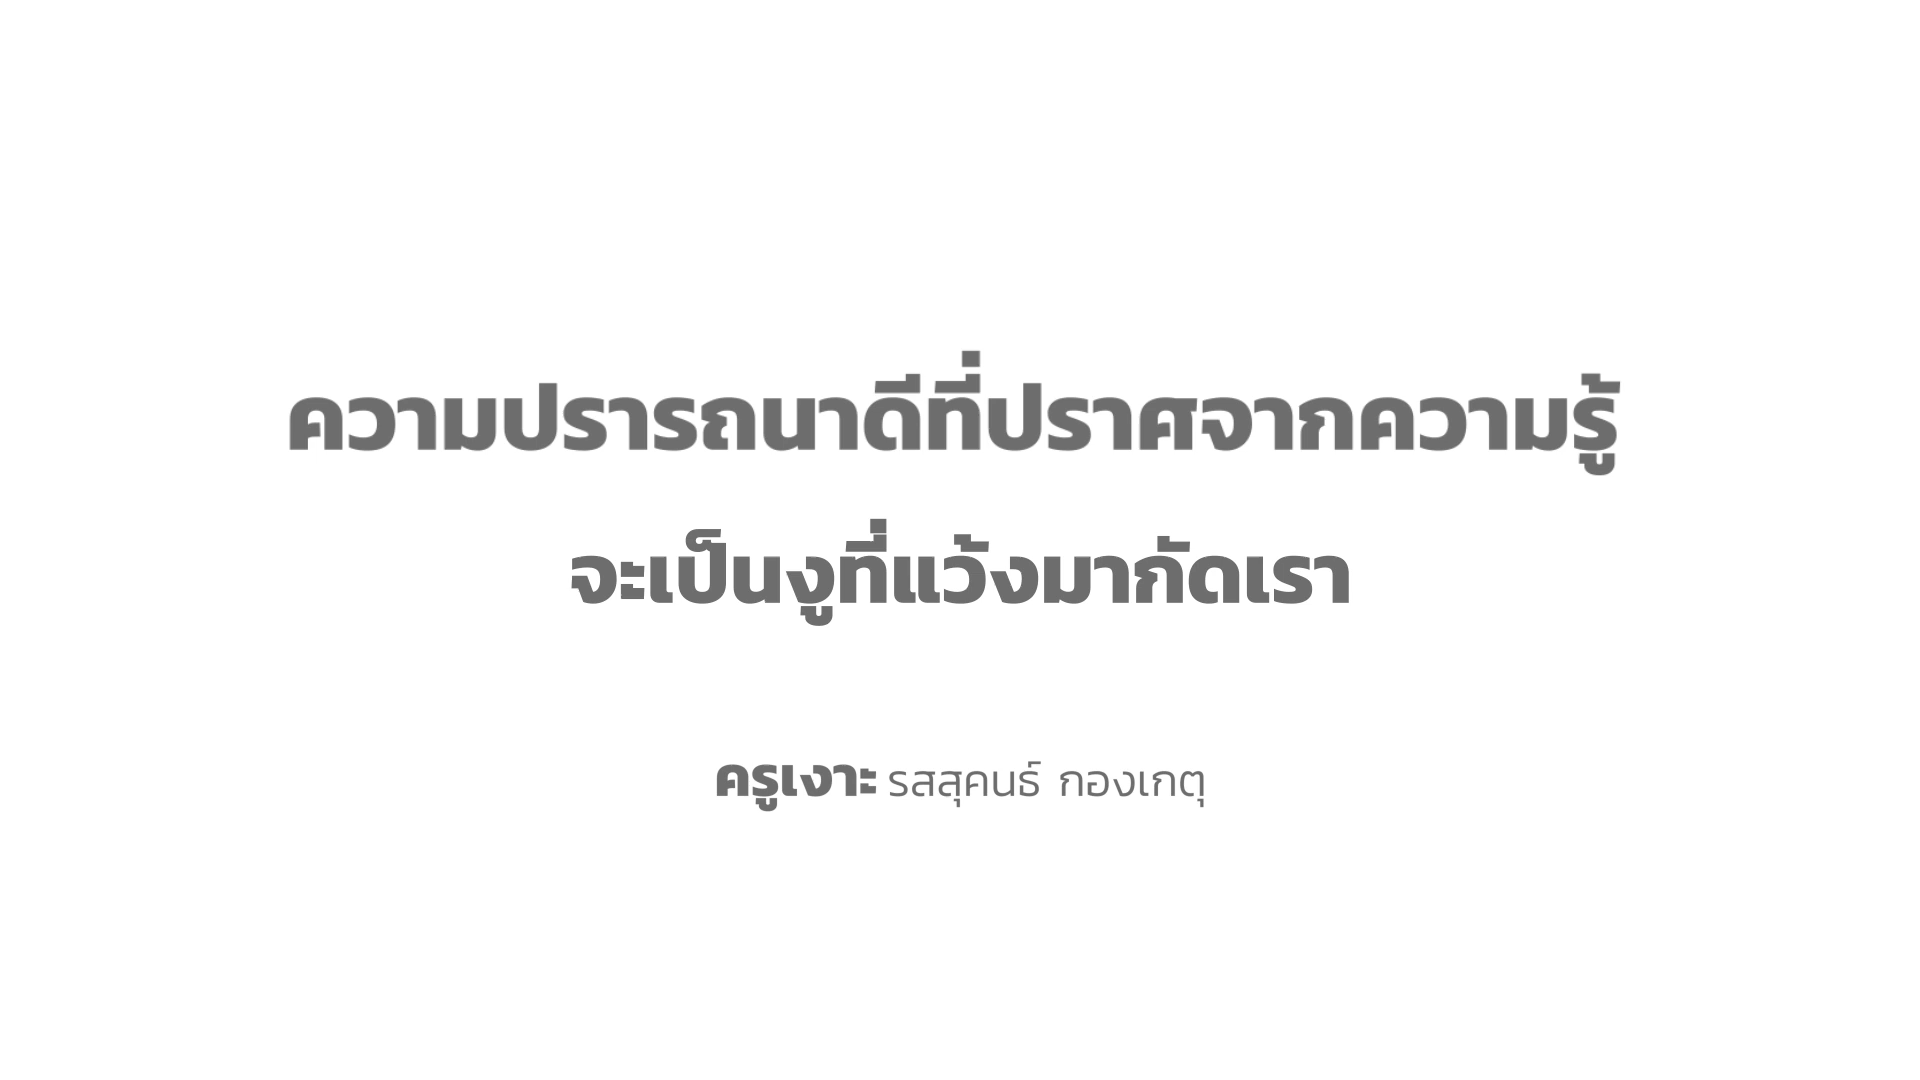 ความปรารถนาดีที่ปราศจากความรู้
จะเป็นงูที่แว้งมากัดเรา
ครูเงาะ รสสุคนธ์ กองเกตุ